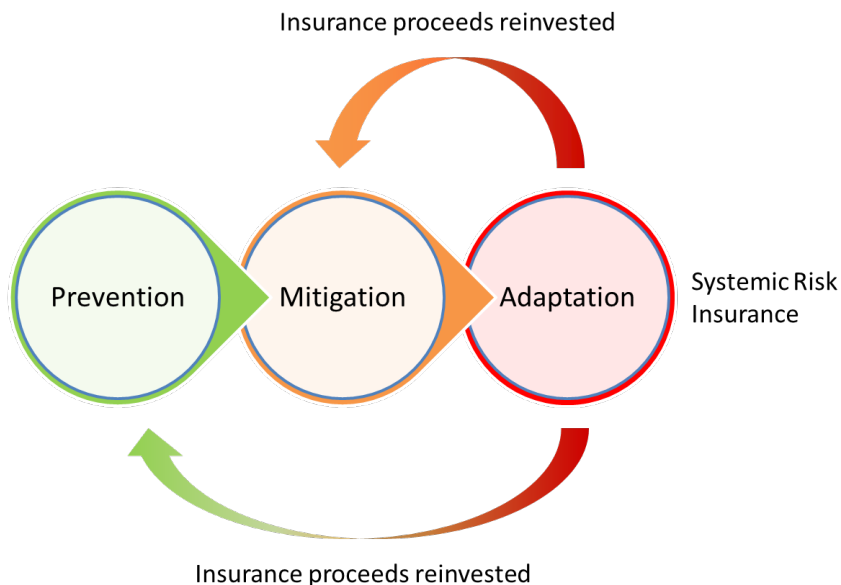 Insurance proceeds reinvested
Prevention
Mitigation
Adaptation
Systemic Risk
Insurance
Insurance proceeds reinvested